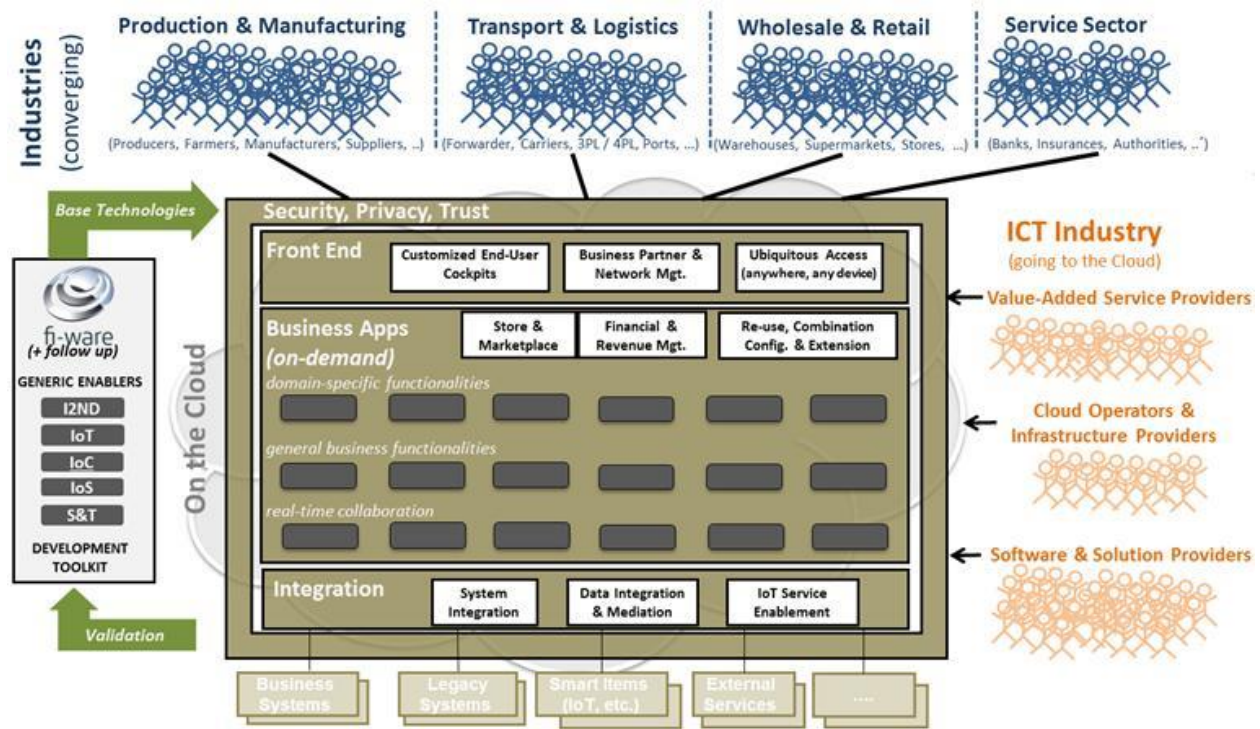 Industries
(converging)
Production & Manufacturing
(Producers, Farmers, Manufacturers, Suppliers, ..)
Transport & Logistics
(Forwarder, Carriers, 3PL / 4PL, Ports, ...)
Wholesale & Retail
(Warehouses, Supermarkets, Stores, ...)
Service Sector
(Banks, Insurances, Authorities, ..´)
Base Technologies
fi-ware
(+ follow up)
GENERIC ENABLERS
I2ND
IoT
IoC
IoS
S&T
DEVELOPMENT
TOOLKIT
Validation
On the Cloud
Security, Privacy, Trust
Front End
Customized End-User
Cockpits
Business Partner &
Network Mgt.
Ubiquitous Access
(anywhere, any device)
Business Apps
(on-demand)
Store &
Marketplace
Financial &
Revenue Mgt.
Re-use, Combination
Config. & Extension
domain-specific functionalities
general business functionalities
real-time collaboration
Integration
System
Integration
Data Integration
& Mediation
IoT Service
Enablement
Business
Systems
Legacy
Systems
Smart Items
(IoT, etc.)
External
Services
....
ICT Industry
(going to the Cloud)
Value-Added Service Providers
Cloud Operators &
Infrastructure Providers
Software & Solution Providers